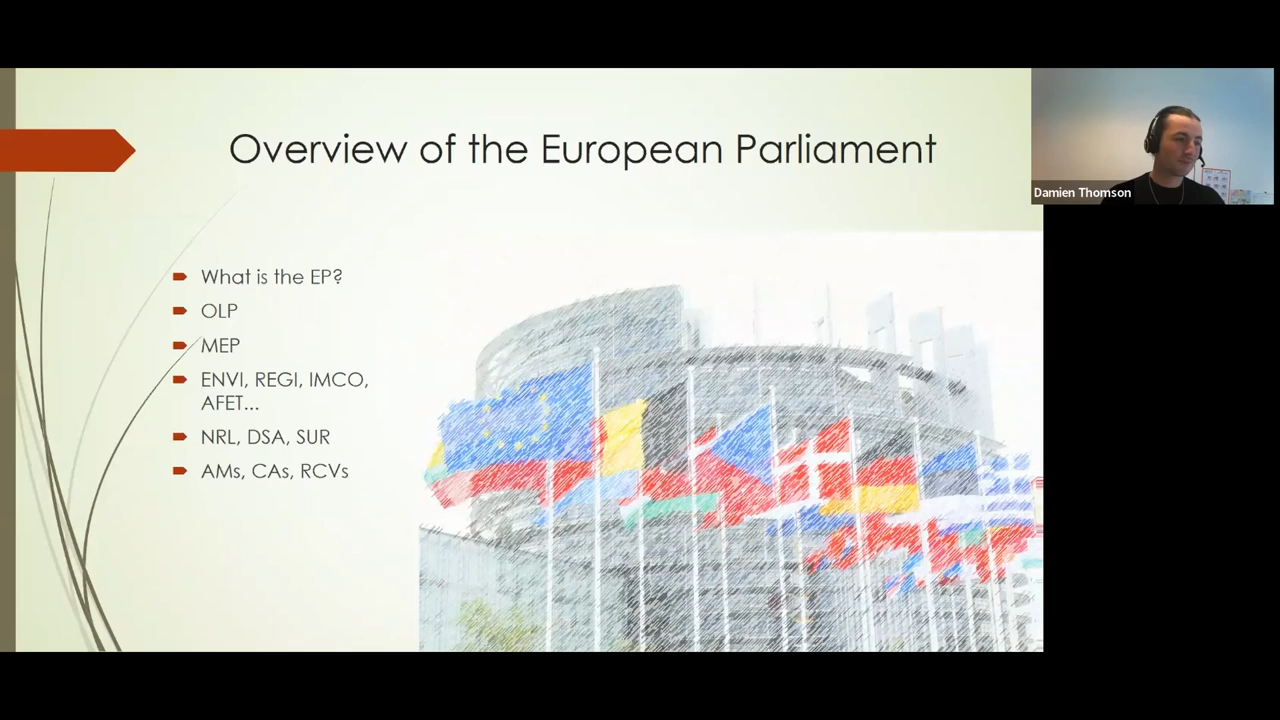 Overview of the European Parliament
Damien Thomson
What is the EP?
OLP
MEP
ENVI, REGI, IMCO,
AFET...
NRL, DSA, SUR
AMs, CAs, RCVs